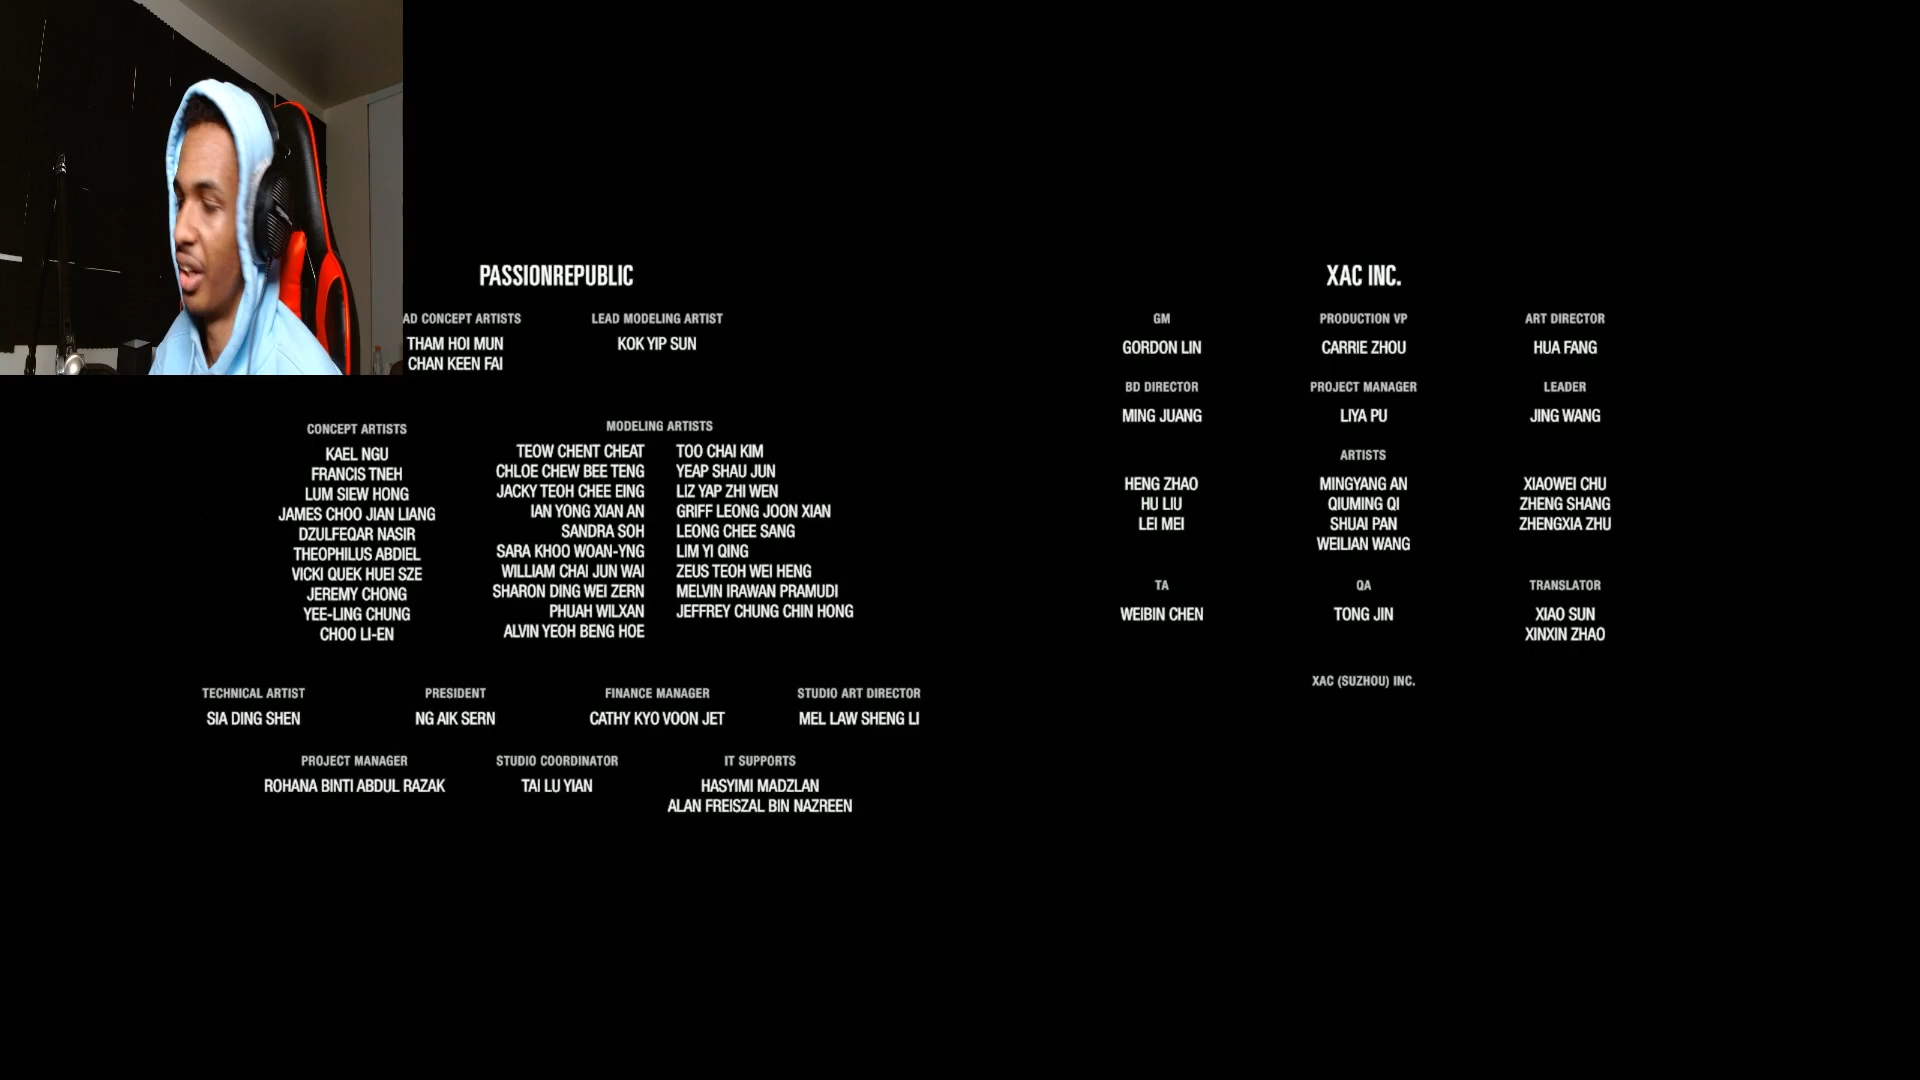 PASSIONREPUBLIC
AD CONCEPT ARTISTS
THAM HOI MUN
CHAN KEEN FAI
LEAD MODELING ARTIST
KOK YIP SUN
CONCEPT ARTISTS
KAEL NGU
FRANCIS TNEH
LUM SIEW HONG
JAMES CHOO JIAN LIANG
DZULFEQAR NASIR
THEOPHILUS ABDIEL
VICKI QUEK HUEI SZE
JEREMY CHONG
YEE-LING CHUNG
CHOO LI-EN
MODELING ARTISTS
TEOW CHENT CHEAT
CHLOE CHEW BEE TENG
JACKY TEOH CHEE EING
IAN YONG XIAN AN
SANDRA SOH
SARA KHOO WOAN-YNG
WILLIAM CHAI JUN WAI
SHARON DING WEI ZERN
PHUAH WILXAN
ALVIN YEOH BENG HOE
TOO CHAI KIM
YEAP SHAU JUN
LIZ YAP ZHI WEN
GRIFF LEONG JOON XIAN
LEONG CHEE SANG
LIM YI QING
ZEUS TEOH WEI HENG
MELVIN IRAWAN PRAMUDI
JEFFREY CHUNG CHIN HONG
TECHNICAL ARTIST
SIA DING SHEN
PRESIDENT
NG AIK SERN
FINANCE MANAGER
CATHY KYO VOON JET
STUDIO ART DIRECTOR
MEL LAW SHENG LI
PROJECT MANAGER
ROHANA BINTI ABDUL RAZAK
STUDIO COORDINATOR
TAI LU YIAN
IT SUPPORTS
HASYIMI MADZLAN
ALAN FREISZAL BIN NAZREEN
XAC INC.
GM
GORDON LIN
PRODUCTION VP
CARRIE ZHOU
ART DIRECTOR
HUA FANG
BD DIRECTOR
MING JUANG
PROJECT MANAGER
LIYA PU
LEADER
JING WANG
ARTISTS
HENG ZHAO
HU LIU
LEI MEI
MINGYANG AN
QIUMING QI
SHUAI PAN
WEILIAN WANG
XIAOWEI CHU
ZHENG SHANG
ZHENGXIA ZHU
TA
WEIBIN CHEN
QA
TONG JIN
TRANSLATOR
XIAO SUN
XINXIN ZHAO
XAC (SUZHOU) INC.